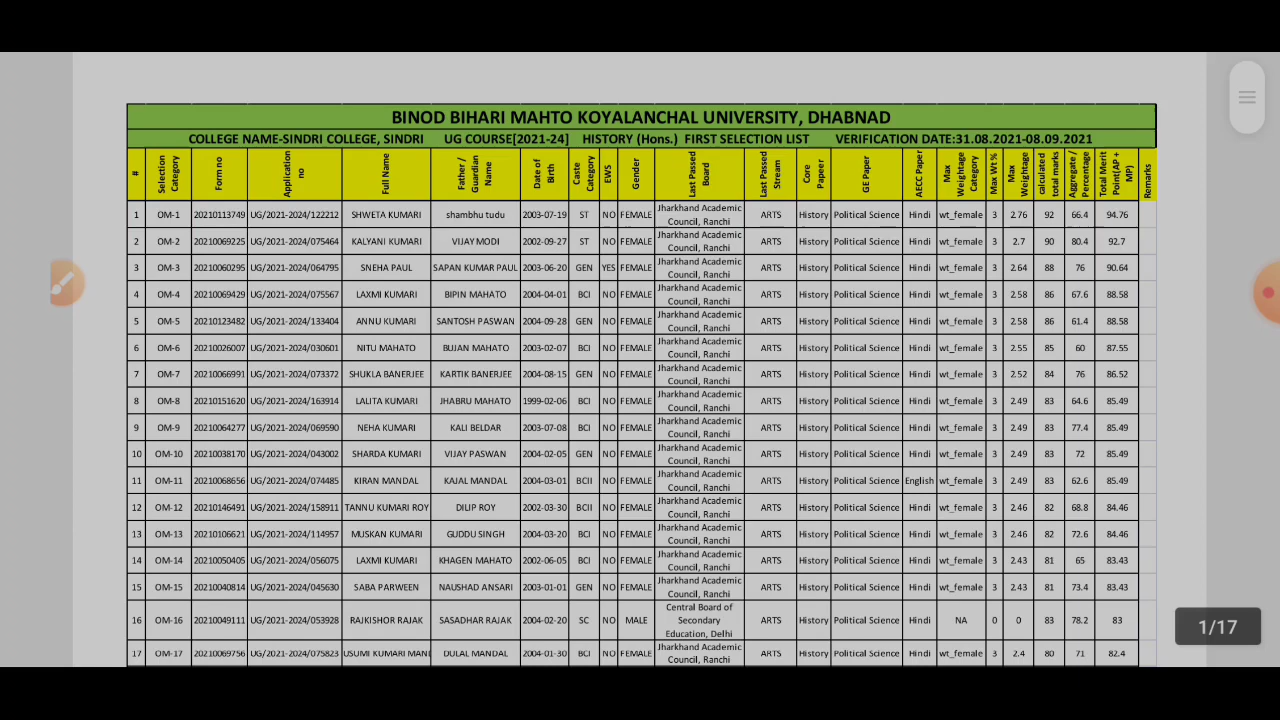 BINOD BIHARI MAHTO KOYALANCHAL UNIVERSITY, DHABNAD
COLLEGE NAME-SINDRI COLLEGE, SINDRI UG COURSE[2021-24] HISTORY (Hons.) FIRST SELECTION LIST VERIFICATION DATE:31.08.2021-08.09.2021
# Selection Category Form no Application no Full Name Father / Guardian Name Date of Birth Caste Category EWS Gender Last Passed Board Last Passed Stream Core Papeer GE Paper AECC Paper Max Weightage Category Max Wt % Max Weightage calculated total marks Aggregate / Percentage Total Merit Point(AP + MP) Remarks
1 OM-1 20210113749 UG/2021-2024/122212 SHWETA KUMARI shambhu tudu 2003-07-19 ST NO FEMALE Jharkhand Academic Council, Ranchi ARTS History Political Science Hindi wt_female 3 2.76 92 66.4 94.76
2 OM-2 20210069225 UG/2021-2024/075464 KALYANI KUMARI VIJAY MODI 2002-09-27 ST NO FEMALE Jharkhand Academic Council, Ranchi ARTS History Political Science Hindi wt_female 3 2.7 90 80.4 92.7
3 OM-3 20210060295 UG/2021-2024/064795 SNEHA PAUL SAPAN KUMAR PAUL 2003-06-20 GEN YES FEMALE Jharkhand Academic Council, Ranchi ARTS History Political Science Hindi wt_female 3 2.64 88 76 90.64
4 OM-4 20210069429 UG/2021-2024/075567 LAXMI KUMARI BIPIN MAHATO 2004-04-01 BCI NO FEMALE Jharkhand Academic Council, Ranchi ARTS History Political Science Hindi wt_female 3 2.58 86 67.6 88.58
5 OM-5 20210123482 UG/2021-2024/133404 ANNU KUMARI SANTOSH PASWAN 2004-09-28 GEN NO FEMALE Jharkhand Academic Council, Ranchi ARTS History Political Science Hindi wt_female 3 2.58 86 61.4 88.58
6 OM-6 20210026007 UG/2021-2024/030601 NITU MAHATO BUJAN MAHATO 2003-02-07 BCI NO FEMALE Jharkhand Academic Council, Ranchi ARTS History Political Science Hindi wt_female 3 2.55 85 60 87.55
7 OM-7 20210066991 UG/2021-2024/073372 SHUKLA BANERJEE KARTIK BANERJEE 2004-08-15 GEN NO FEMALE Jharkhand Academic Council, Ranchi ARTS History Political Science Hindi wt_female 3 2.52 84 76 86.52
8 OM-8 20210151620 UG/2021-2024/163914 LALITA KUMARI JHABRU MAHATO 1999-02-06 BCI NO FEMALE Jharkhand Academic Council, Ranchi ARTS History Political Science Hindi wt_female 3 2.49 83 64.6 85.49
9 OM-9 20210064277 UG/2021-2024/069590 NEHA KUMARI KALI BELDAR 2003-07-08 BCI NO FEMALE Jharkhand Academic Council, Ranchi ARTS History Political Science Hindi wt_female 3 2.49 83 77.4 85.49
10 OM-10 20210038170 UG/2021-2024/043002 SHARDA KUMARI VIJAY PASWAN 2004-02-05 GEN NO FEMALE Jharkhand Academic Council, Ranchi ARTS History Political Science Hindi wt_female 3 2.49 83 72 85.49
11 OM-11 20210068656 UG/2021-2024/074485 KIRAN MANDAL KAJAL MANDAL 2004-03-01 BCII NO FEMALE Jharkhand Academic Council, Ranchi ARTS History Political Science English wt_female 3 2.49 83 62.6 85.49
12 OM-12 20210146491 UG/2021-2024/158911 TANNU KUMARI ROY DILIP ROY 2002-03-30 BCII NO FEMALE Jharkhand Academic Council, Ranchi ARTS History Political Science Hindi wt_female 3 2.46 82 68.8 84.46
13 OM-13 20210106621 UG/2021-2024/114957 MUSKAN KUMARI GUDDU SINGH 2004-03-20 BCI NO FEMALE Jharkhand Academic Council, Ranchi ARTS History Political Science Hindi wt_female 3 2.46 82 72.6 84.46
14 OM-14 20210050405 UG/2021-2024/056075 LAXMI KUMARI KHAGEN MAHATO 2002-06-05 BCI NO FEMALE Jharkhand Academic Council, Ranchi ARTS History Political Science Hindi wt_female 3 2.43 81 65 83.43
15 OM-15 20210040814 UG/2021-2024/045630 SABA PARWEEN NAUSHAD ANSARI 2003-01-01 GEN NO FEMALE Jharkhand Academic Council, Ranchi ARTS History Political Science Hindi wt_female 3 2.43 81 73.4 83.43
16 OM-16 20210049111 UG/2021-2024/053928 RAJKISHOR RAJAK SASADHAR RAJAK 2004-02-20 SC NO MALE Central Board of Secondary Education, Delhi ARTS History Political Science Hindi NA 0 0 83 78.2 83
17 OM-17 20210069756 UG/2021-2024/075823 USUMI KUMARI MAN DULAL MANDAL 2004-01-30 BCI NO FEMALE Jharkhand Academic Council, Ranchi ARTS History Political Science Hindi wt_female 3 2.4 80 71 82.4
1/17